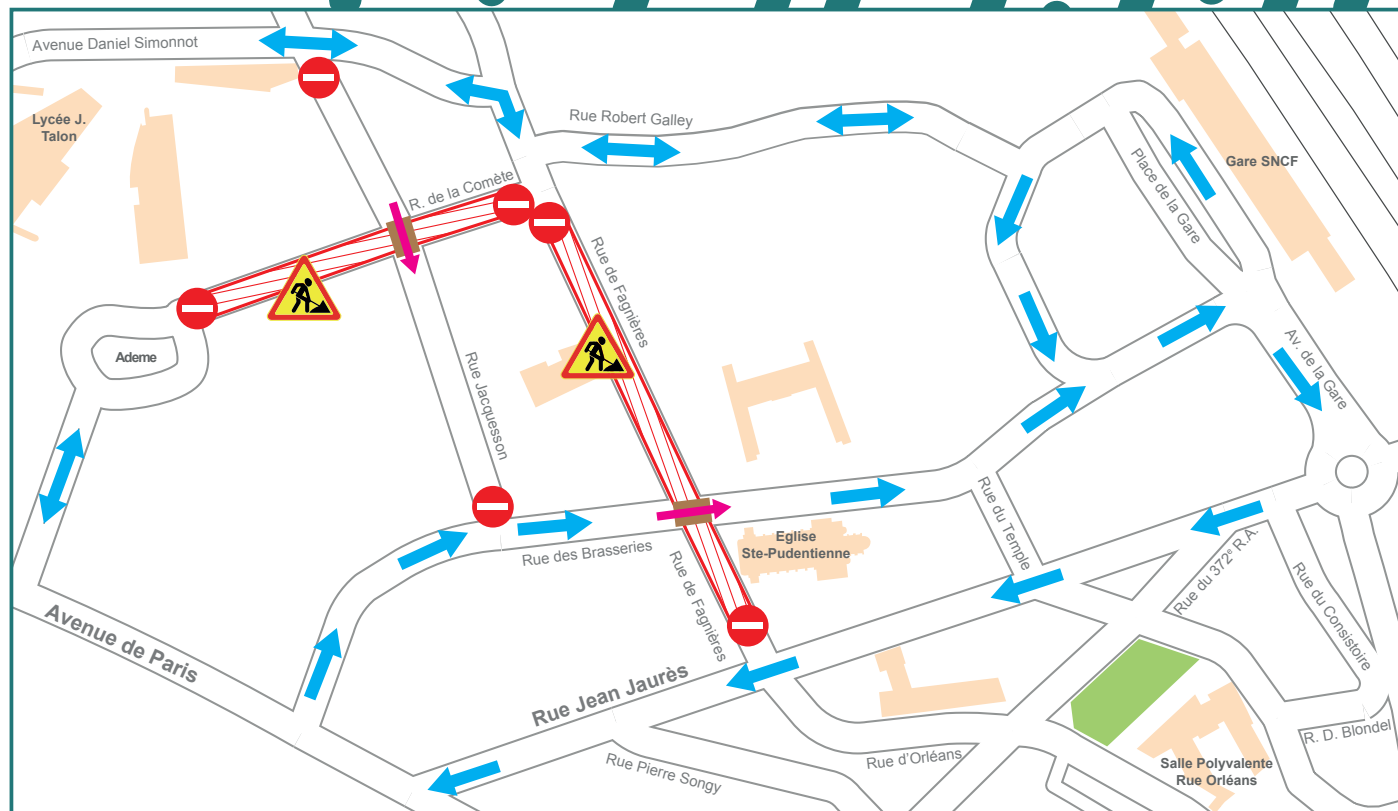 Avenue Daniel Simonnot
Lycée J.
Talon
Rue Robert Galley
Gare SNCF
Place de la Gare
R. de la Comète
Rue de Fagnières
Ademe
Rue Jacquesson
Av. de la Gare
Rue des Brasseries
Eglise
Ste-Pudentienne
Rue du Temple
Rue de Fagnières
Rue du 372e R.A.
Rue du Consistoire
Avenue de Paris
Rue Jean Jaurès
Rue d'Orléans
Rue Pierre Songy
R. D. Blondel
Salle Polyvalente
Rue Orléans